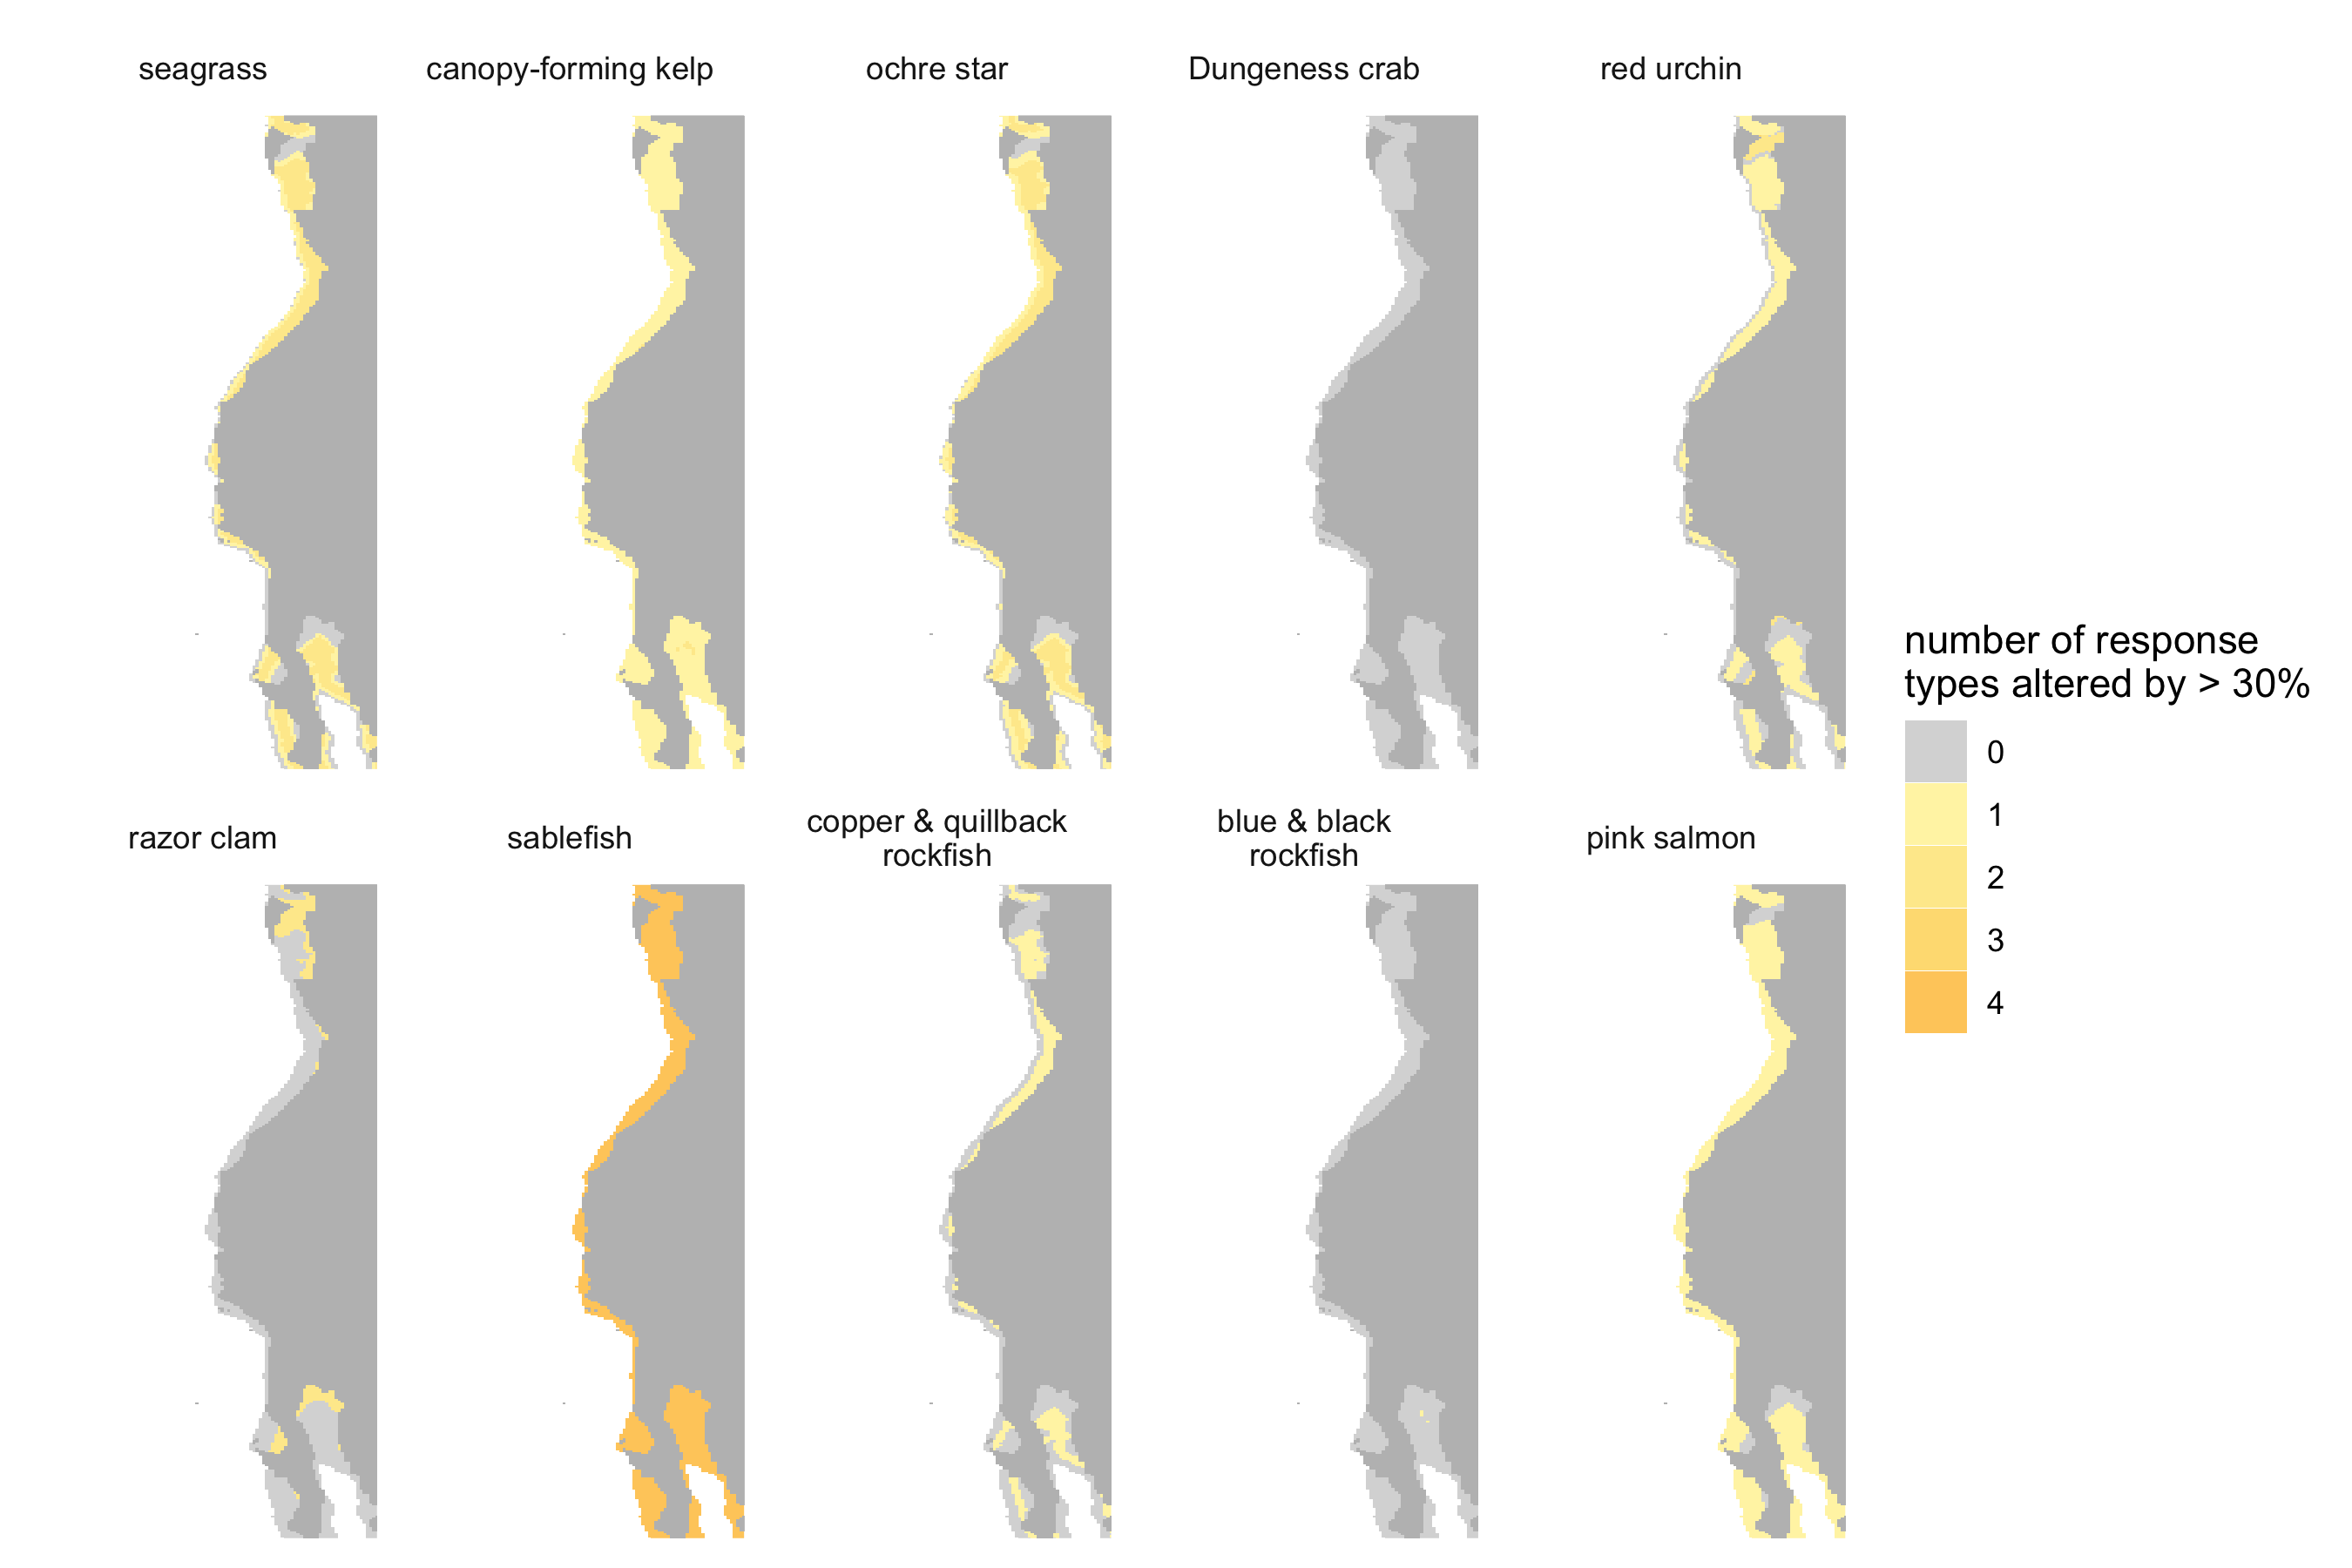 seagrass
canopy-forming kelp
ochre star
Dungeness crab
red urchin
razor clam
sablefish
copper & quillback
rockfish
blue & black
rockfish
pink salmon
number of response
types altered by > 30%
0
1
2
3
4